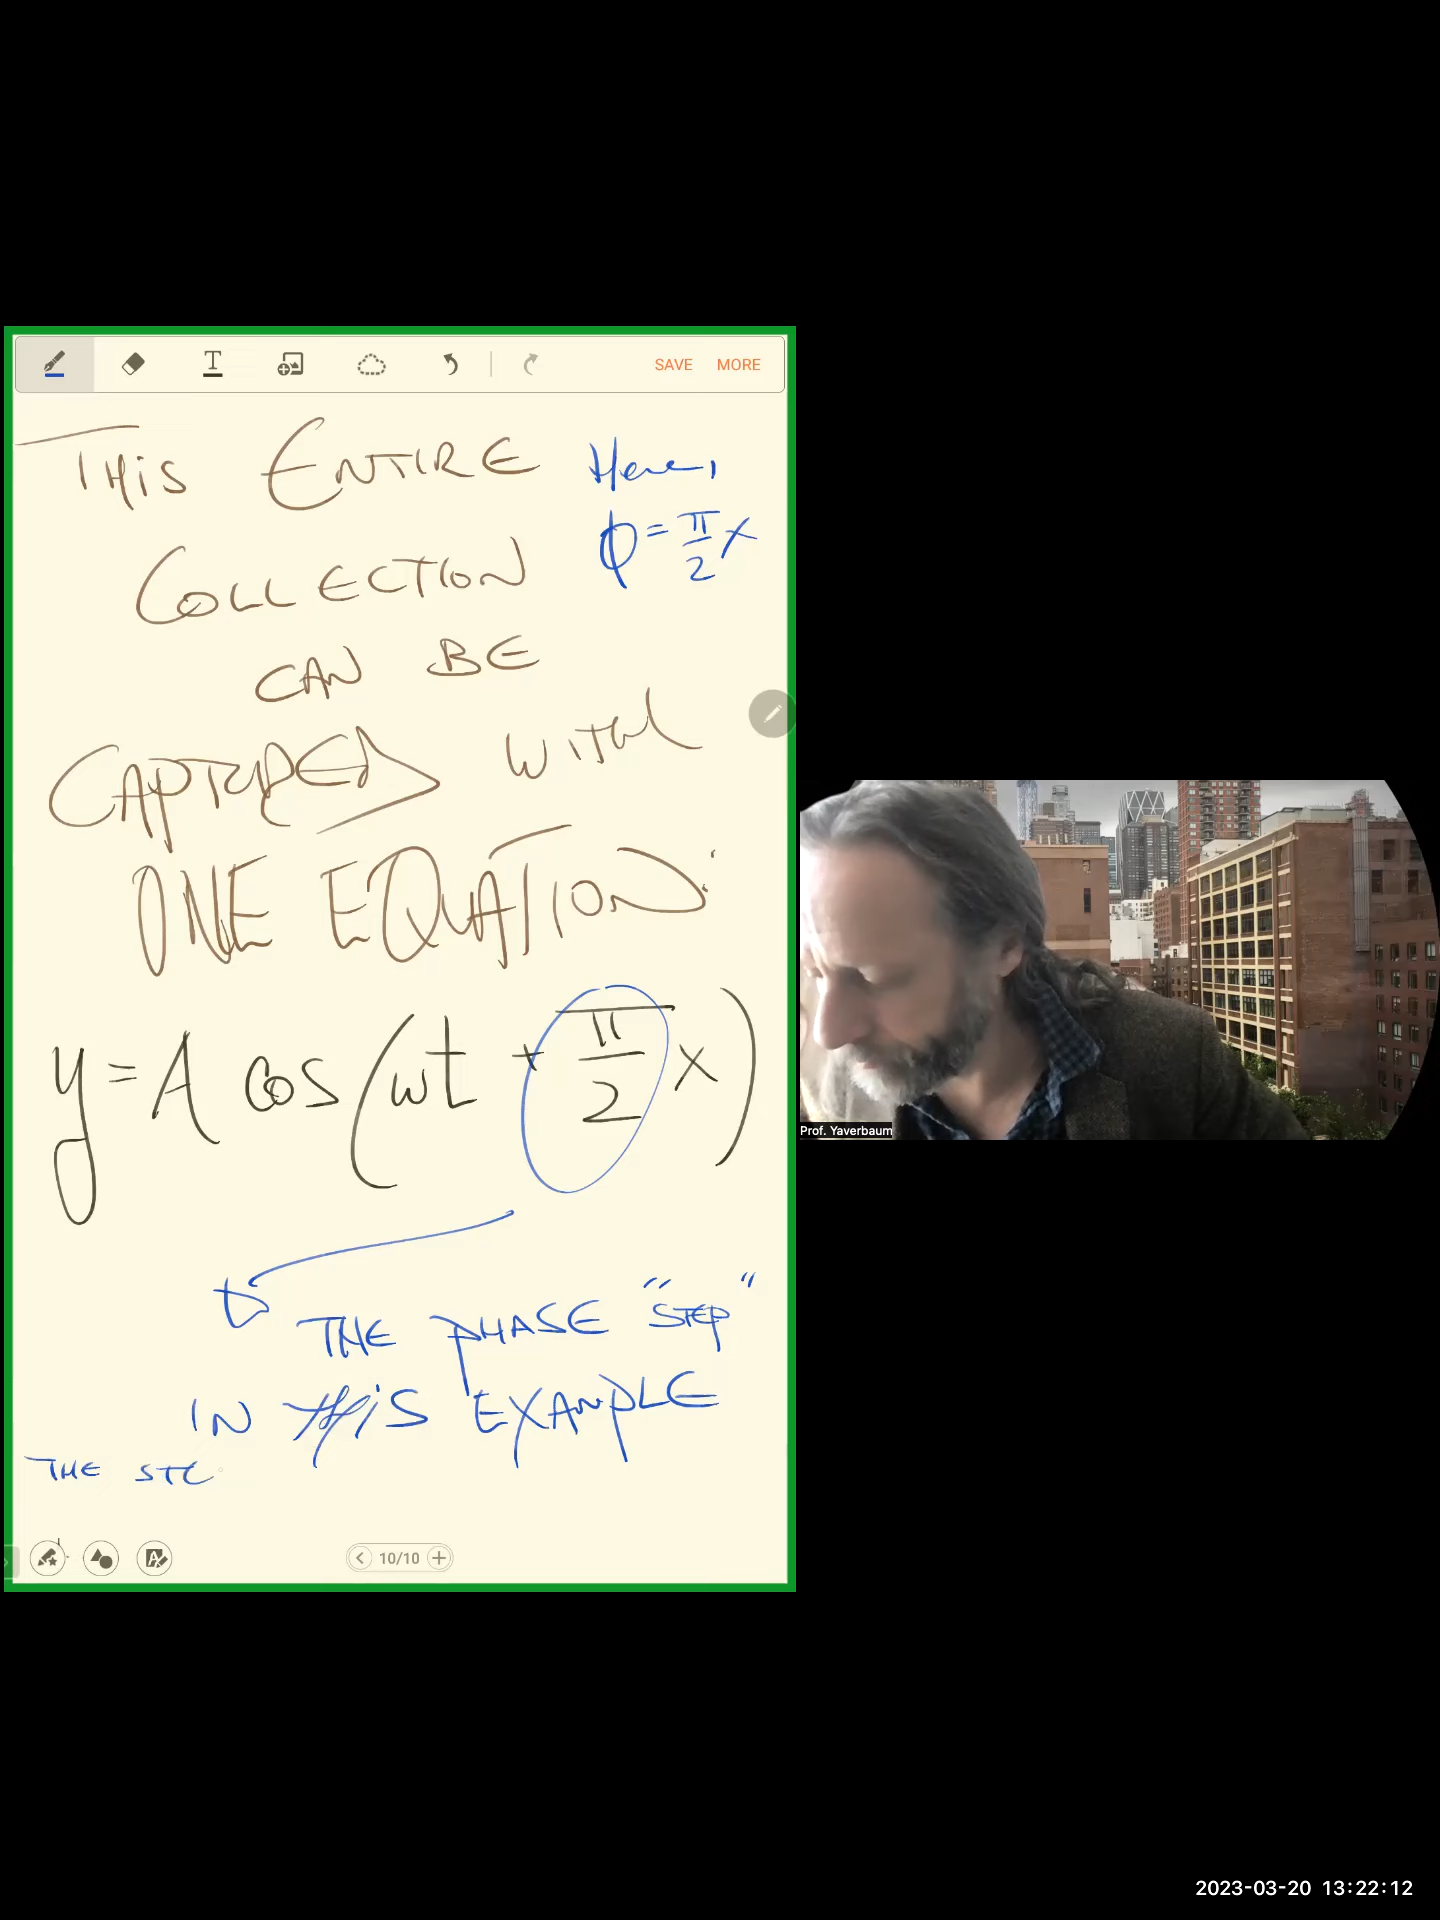 T
SAVE
MORE
THIS ENTIRE
Here,
φ = π/2 x
COLLECTION
CAN BE
CAPTURED WITH
ONE EQUATION:
y = A cos(ωt + π/2 x)
THE PHASE "STEP"
IN THIS EXAMPLE
THE STE
10/10
Prof. Yaverbaum
2023-03-20 13:22:12